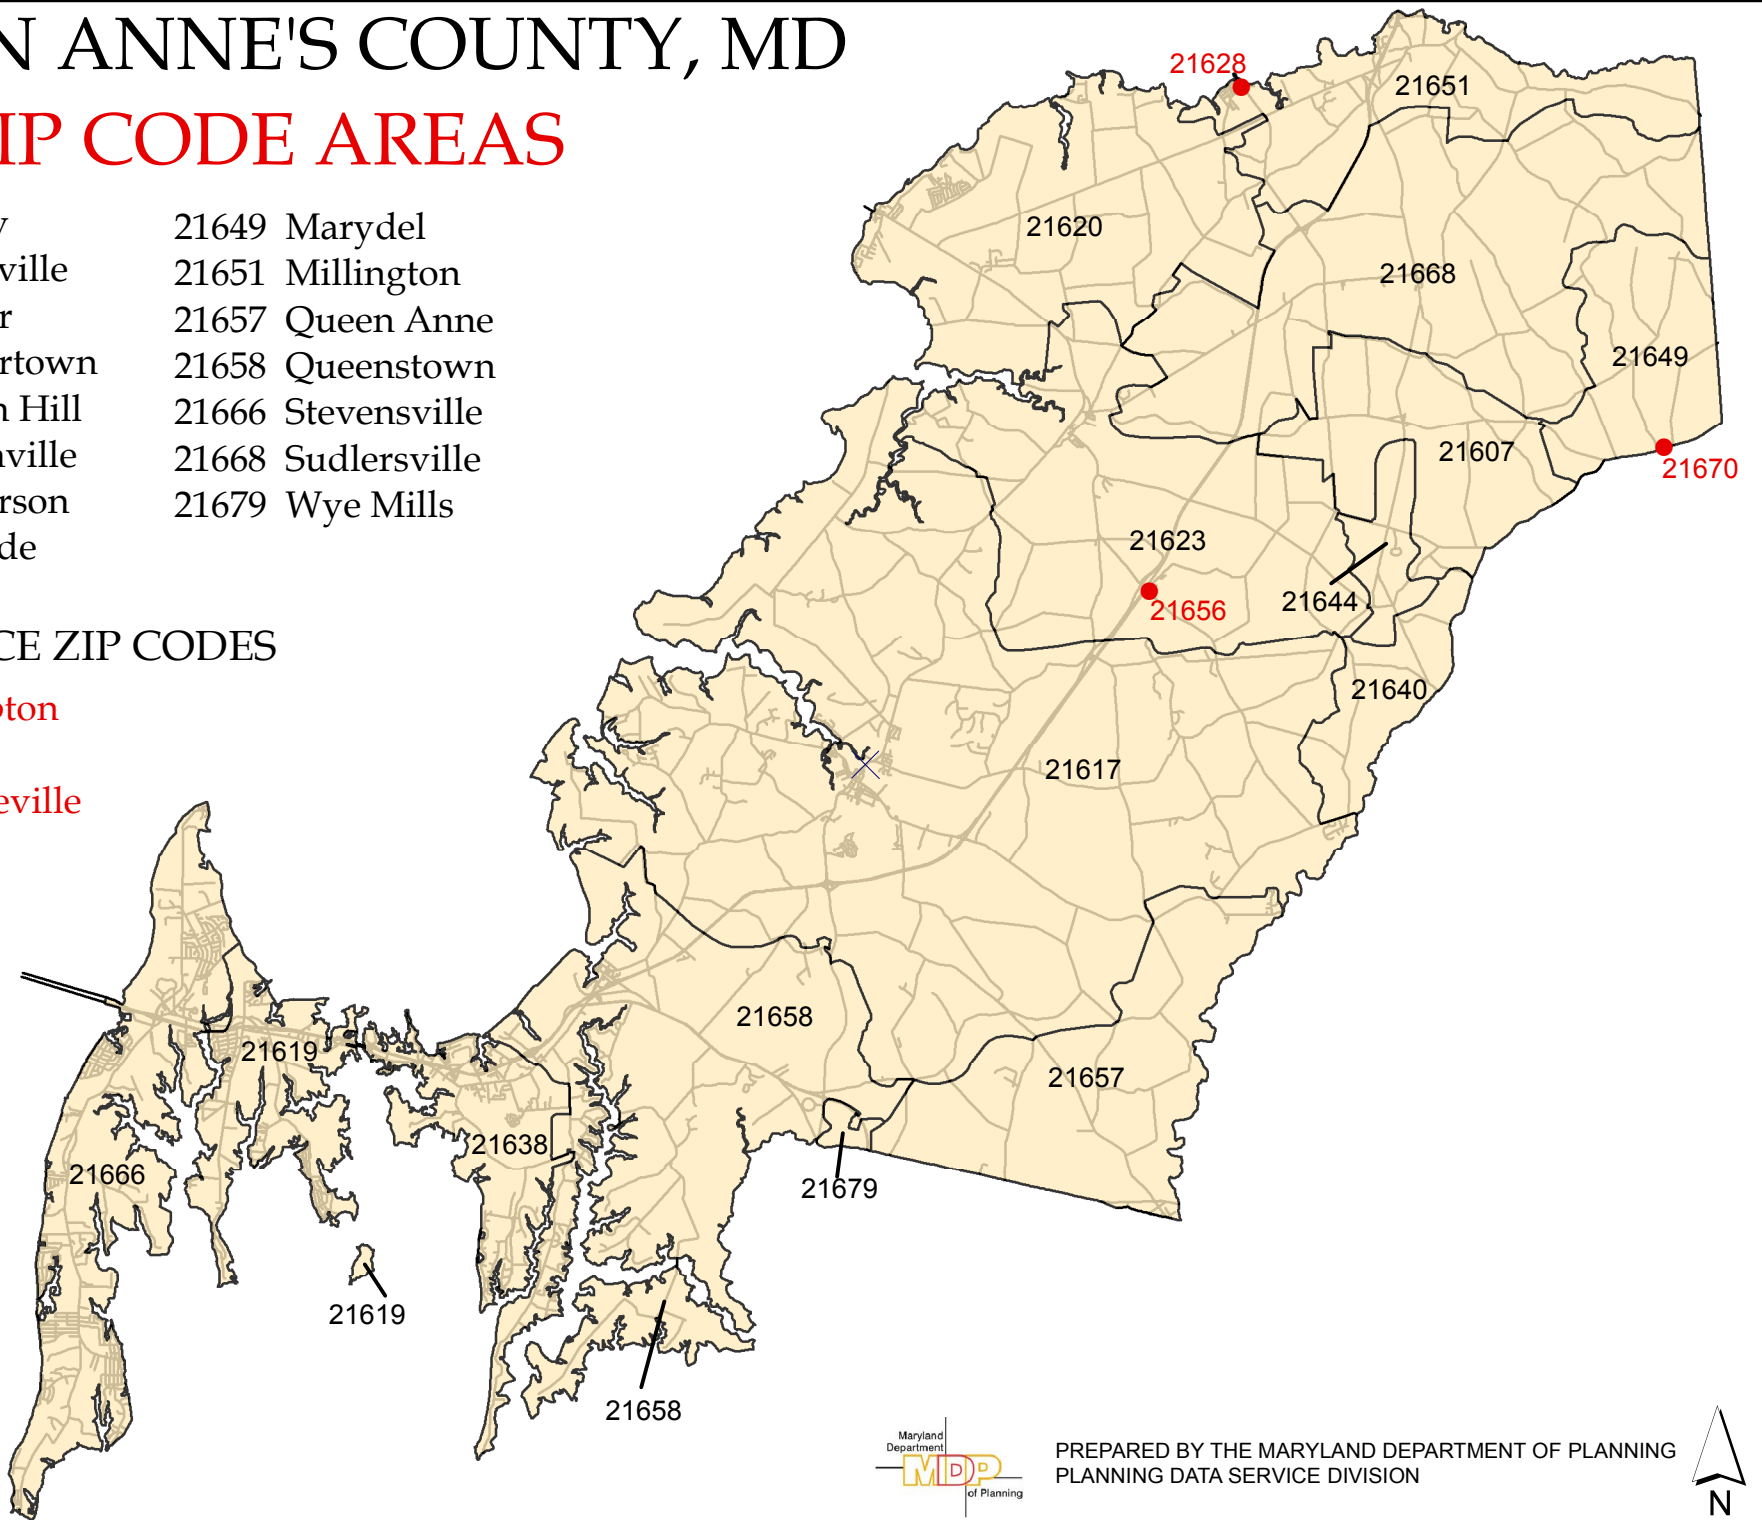 N ANNE'S COUNTY, MD
IP CODE AREAS
y
ville
r
rtown
n Hill
nville
rson
de
21649 Marydel
21651 Millington
21657 Queen Anne
21658 Queenstown
21666 Stevensville
21668 Sudlersville
21679 Wye Mills
CE ZIP CODES
pton
eville
21628
21651
21620
21668
21649
21607
21670
21623
21656
21644
21640
21617
21658
21657
21619
21638
21666
21679
21619
21658
Maryland
Department
MDP
of Planning
PREPARED BY THE MARYLAND DEPARTMENT OF PLANNING
PLANNING DATA SERVICE DIVISION
N